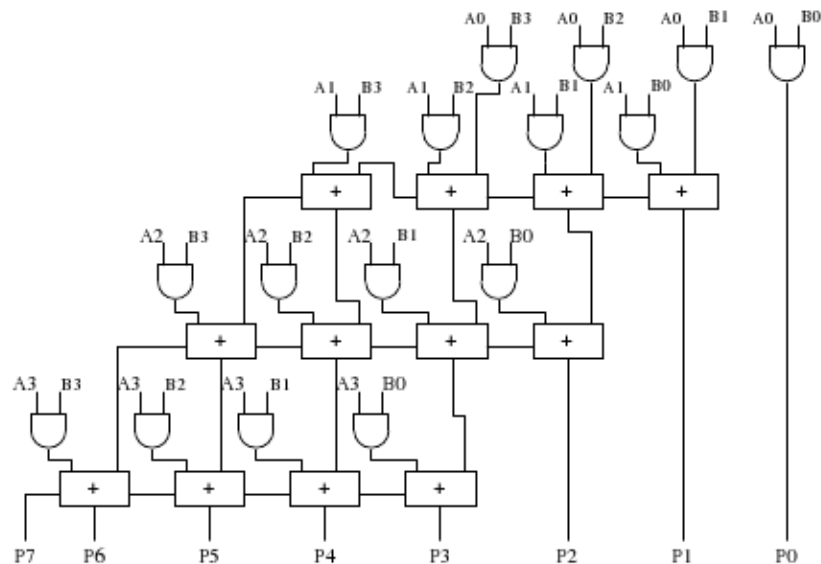 A0 B3 A0 B2 A0 B1 A0 B0
A1 B3 A1 B2 A1 B1 A1 B0
+ + + +
A2 B3 A2 B2 A2 B1 A2 B0
+ + + +
A3 B3 A3 B2 A3 B1 A3 B0
+ + + +
P7 P6 P5 P4 P3 P2 P1 P0